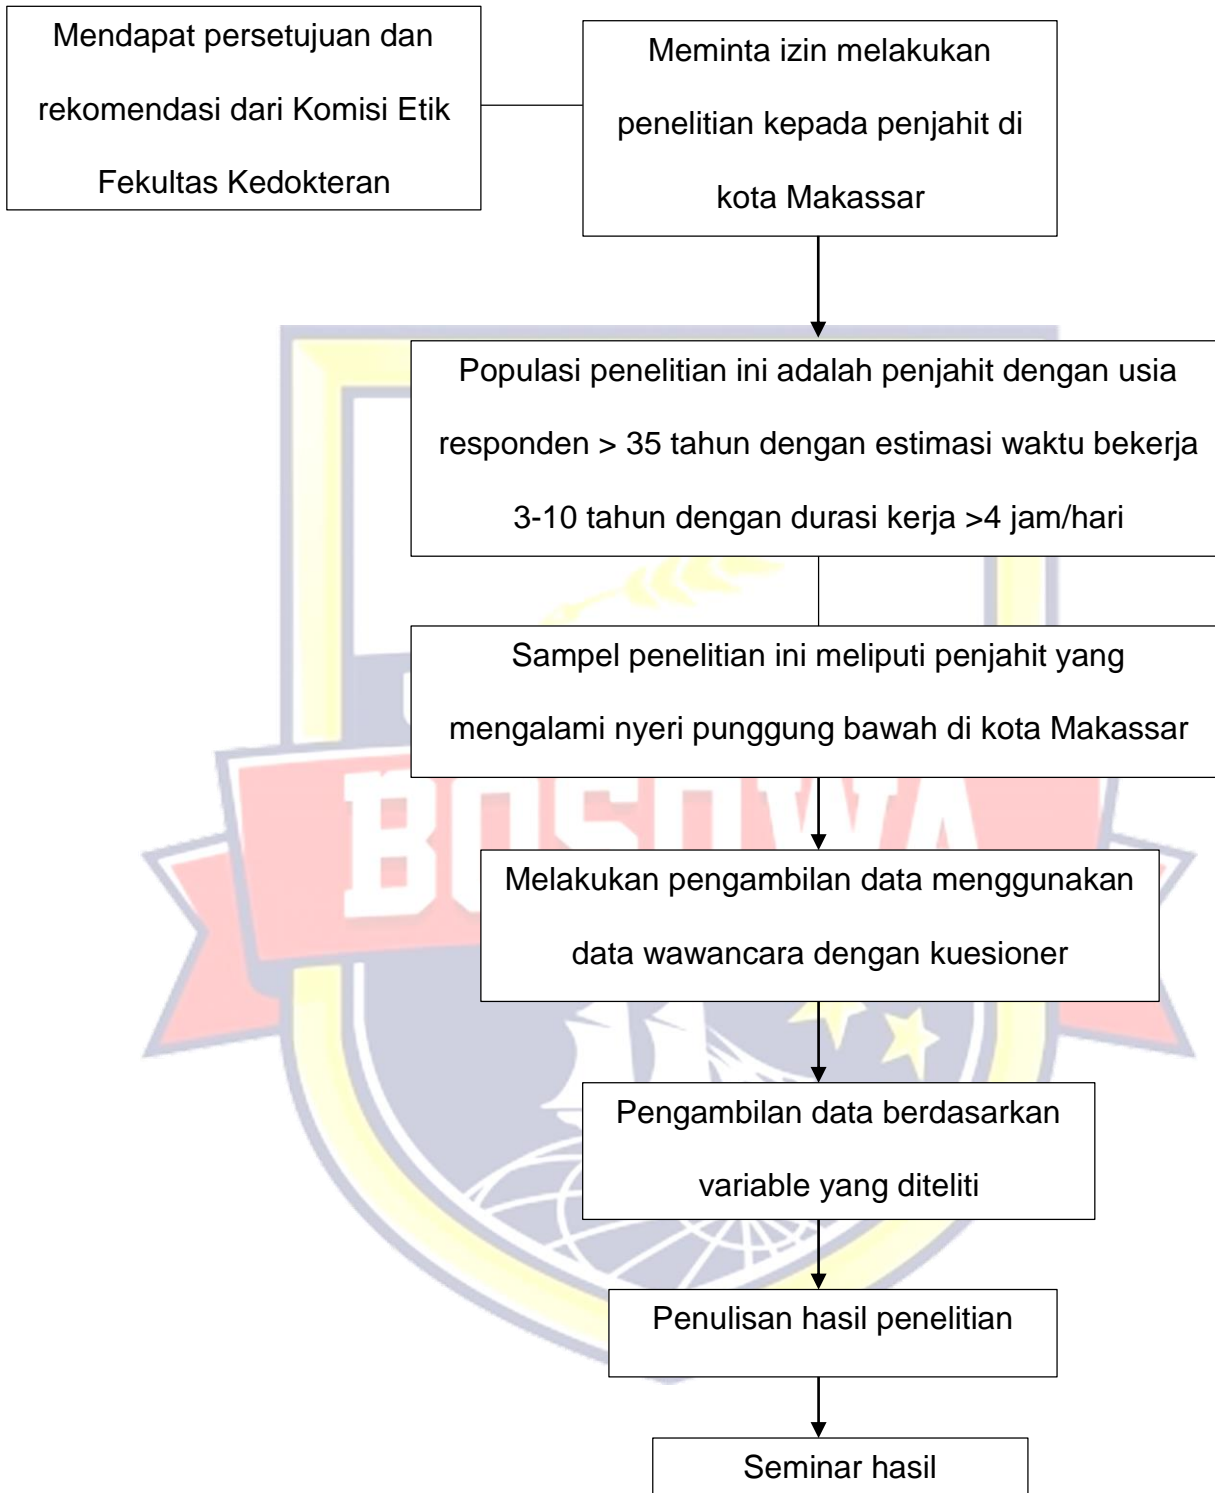 Mendapat persetujuan dan
rekomendasi dari Komisi Etik
Fekultas Kedokteran
Meminta izin melakukan
penelitian kepada penjahit di
kota Makassar
Populasi penelitian ini adalah penjahit dengan usia
responden > 35 tahun dengan estimasi waktu bekerja
3-10 tahun dengan durasi kerja >4 jam/hari
Sampel penelitian ini meliputi penjahit yang
mengalami nyeri punggung bawah di kota Makassar
BOSOWA
Melakukan pengambilan data menggunakan
data wawancara dengan kuesioner
Pengambilan data berdasarkan
variable yang diteliti
Penulisan hasil penelitian
Seminar hasil